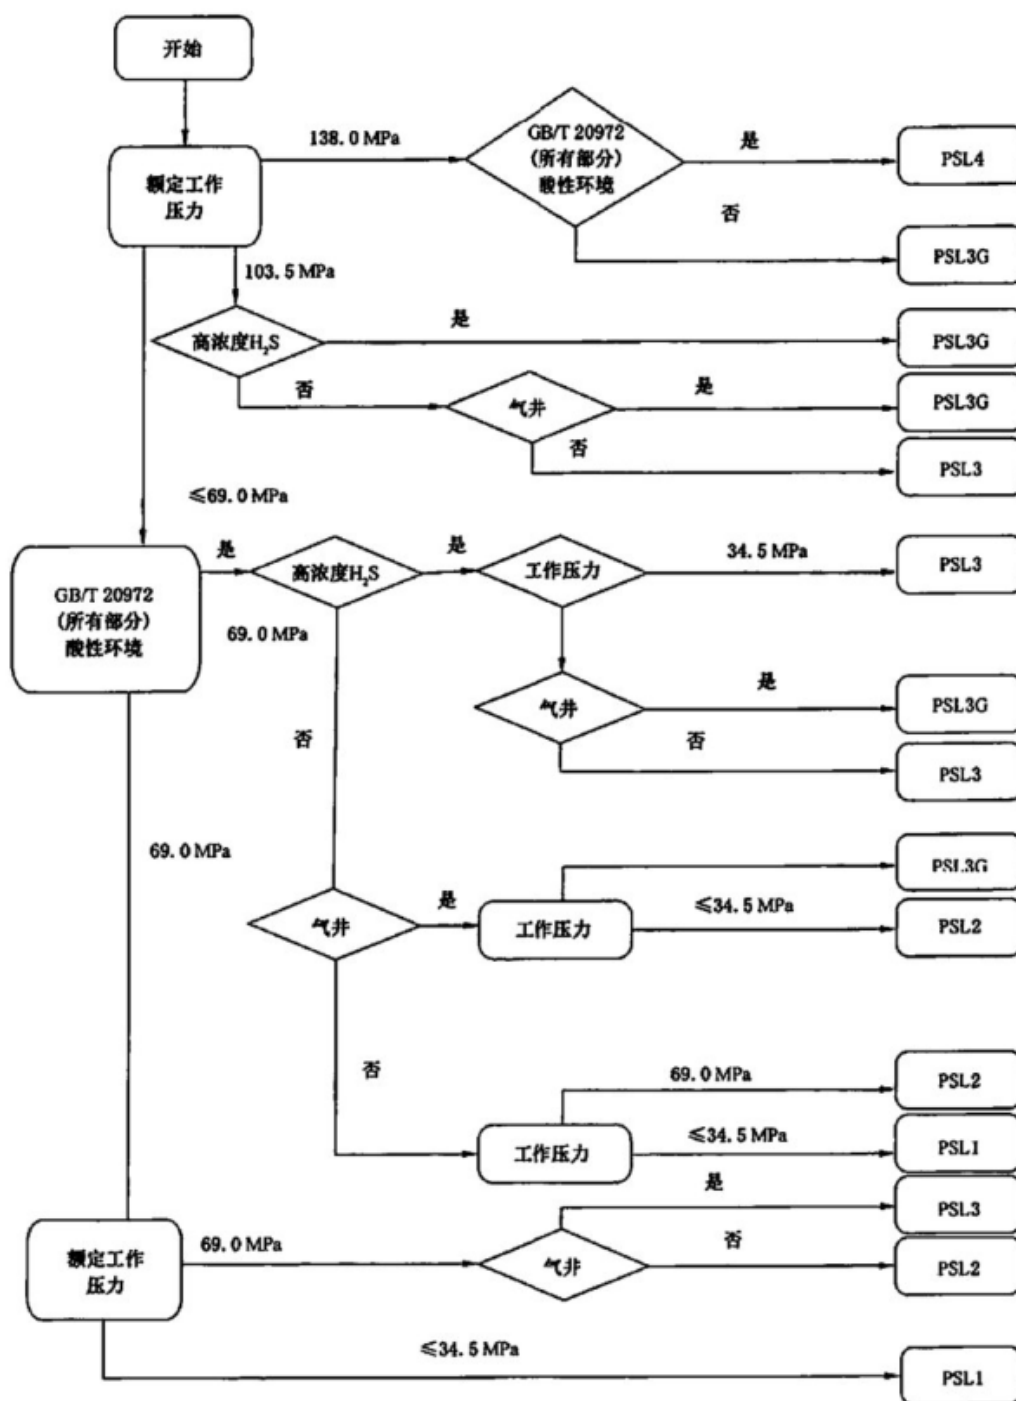 开始
138.0 MPa
GB/T 20972
(所有部分)
酸性环境
是
PSL4
额定工作
压力
否
PSL3G
103.5 MPa
高浓度H₂S
是
PSL3G
否
气井
是
PSL3G
否
PSL3
≤69.0 MPa
GB/T 20972
(所有部分)
酸性环境
是
高浓度H₂S
是
工作压力
34.5 MPa
PSL3
69.0 MPa
气井
是
PSL3G
否
否
PSL3
69.0 MPa
PSL3G
气井
是
工作压力
≤34.5 MPa
PSL2
否
69.0 MPa
PSL2
工作压力
≤34.5 MPa
PSL1
是
PSL3
额定工作
压力
69.0 MPa
气井
否
PSL2
≤34.5 MPa
PSL1